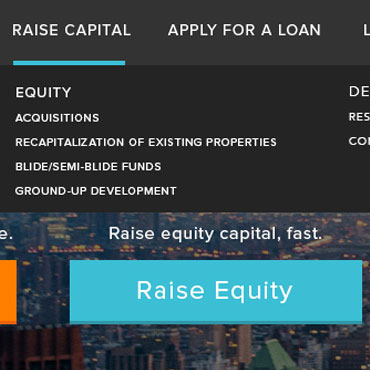 RAISE CAPITAL APPLY FOR A LOAN L
EQUITY DE
ACQUISITIONS RES
RECAPITALIZATION OF EXISTING PROPERTIES CO
BLIDE/SEMI-BLIDE FUNDS
GROUND-UP DEVELOPMENT
e. Raise equity capital, fast.
Raise Equity